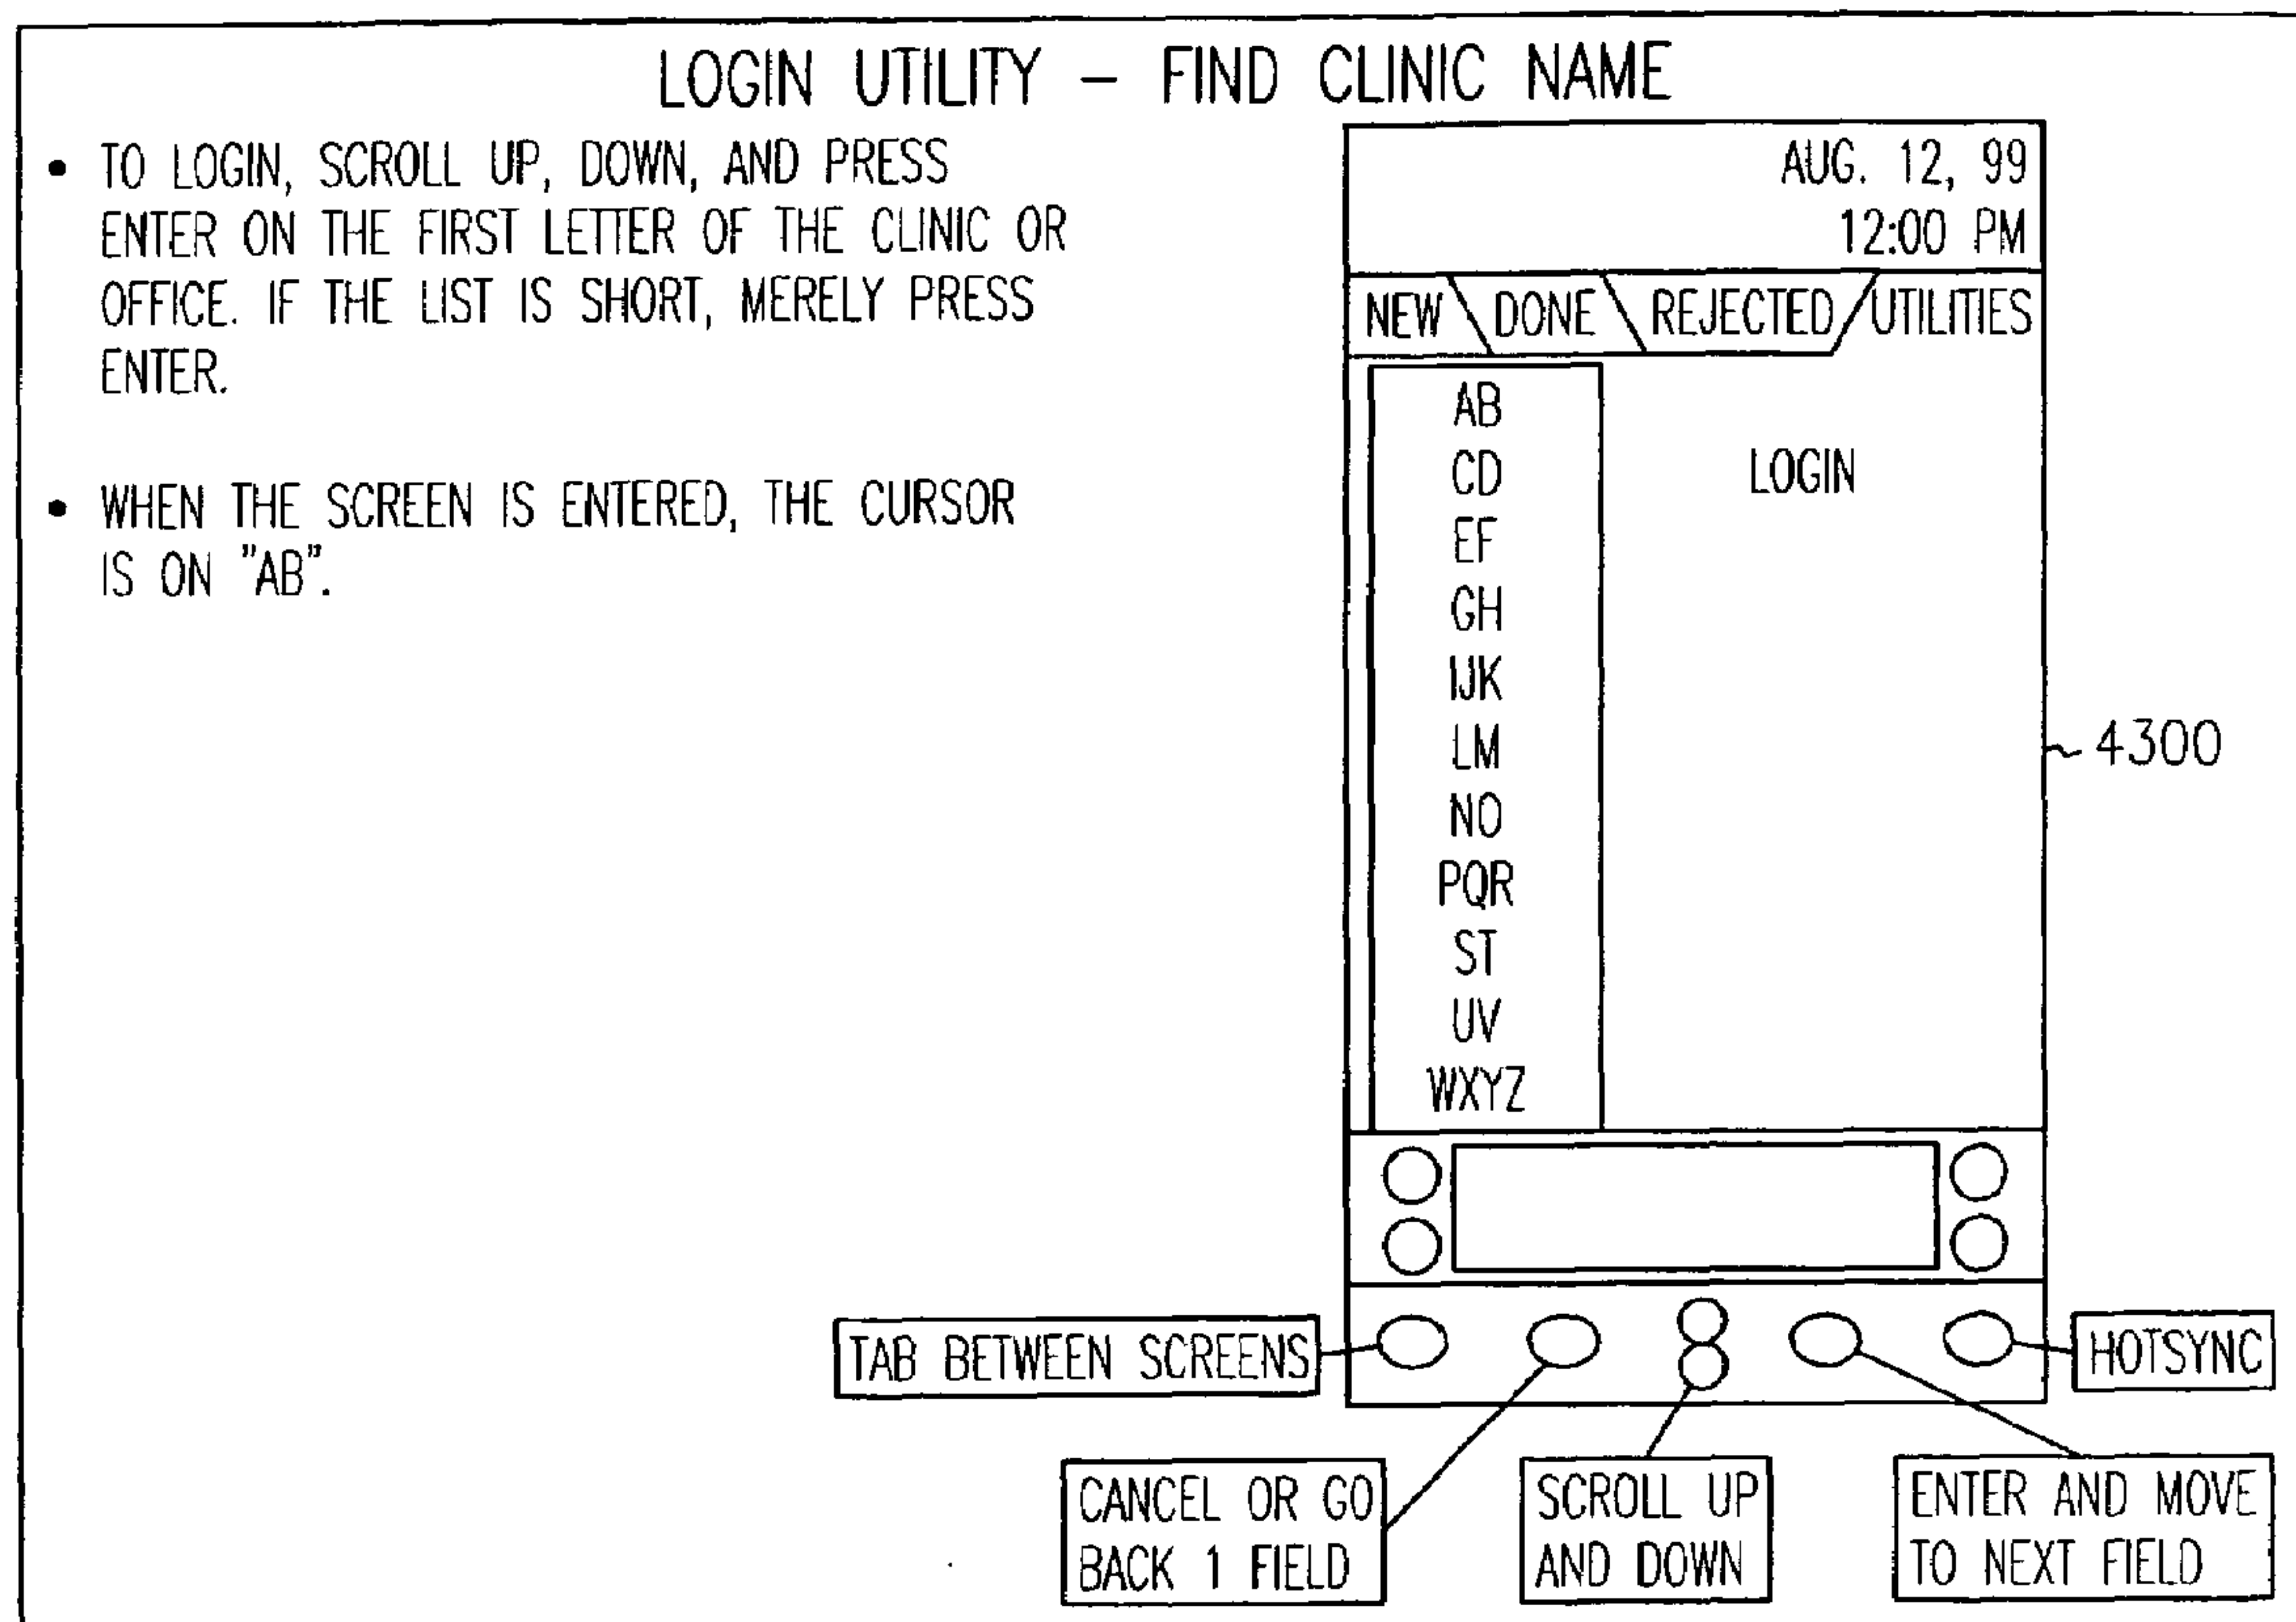 LOGIN UTILITY – FIND CLINIC NAME
• TO LOGIN, SCROLL UP, DOWN, AND PRESS
ENTER ON THE FIRST LETTER OF THE CLINIC OR
OFFICE. IF THE LIST IS SHORT, MERELY PRESS
ENTER.
• WHEN THE SCREEN IS ENTERED, THE CURSOR
IS ON "AB".
AUG. 12, 99
12:00 PM
NEW DONE REJECTED UTILITIES
AB
CD
EF
GH
IJK
LM
NO
PQR
ST
UV
WXYZ
LOGIN
4300
TAB BETWEEN SCREENS
HOTSYNC
CANCEL OR GO
BACK 1 FIELD
SCROLL UP
AND DOWN
ENTER AND MOVE
TO NEXT FIELD